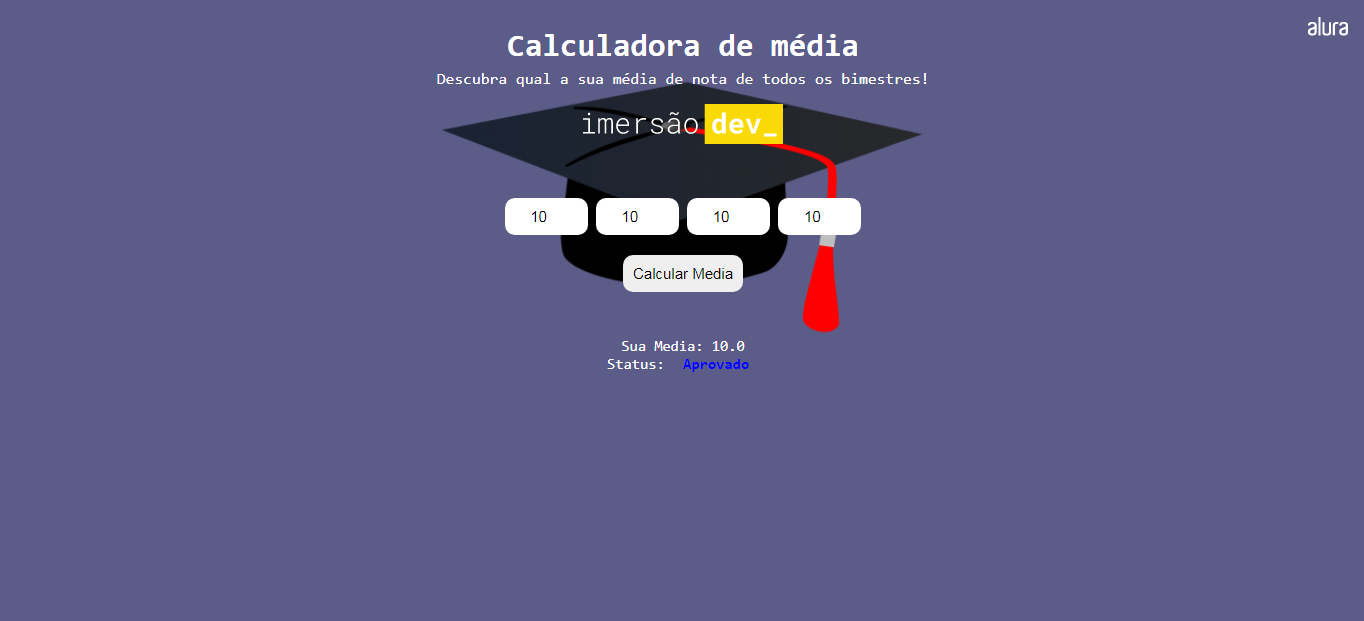 alura
Calculadora de média
Descubra qual a sua média de nota de todos os bimestres!
imersão dev_
10 10 10 10
Calcular Media
Sua Media: 10.0
Status: Aprovado